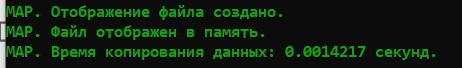 MAP. Отображение файла создано.
MAP. Файл отображен в память.
MAP. Время копирования данных: 0.0014217 секунд.